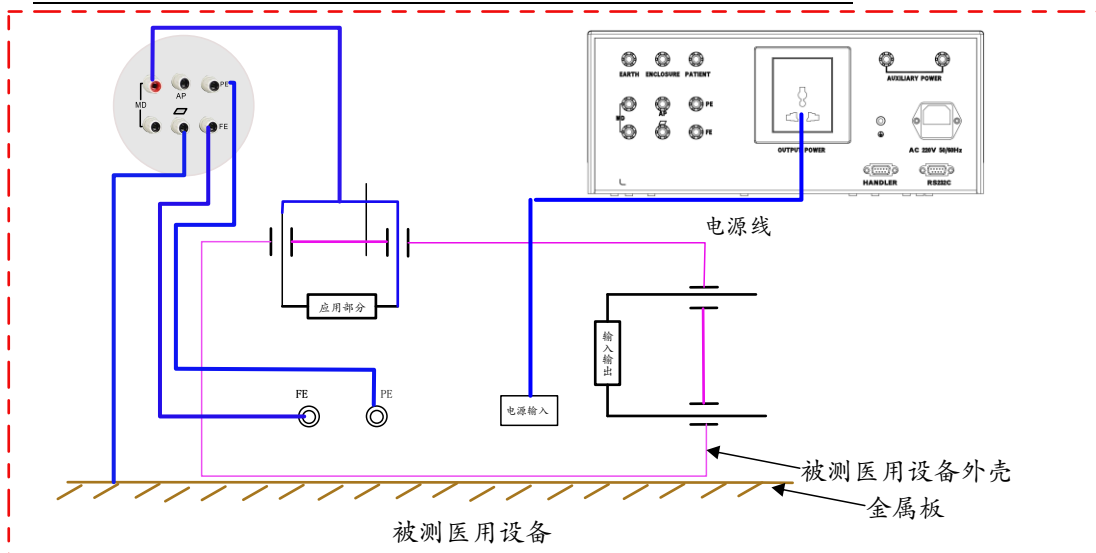 EARTH ENCLOSURE PATIENT
AUXILIARY POWER
MD
AP
PE
FE
MD
AP
PE
FE
OUTPUT POWER
AC 220V 50/60Hz
HANDLER
RS232C
电源线
应用部分
输入输出
FE
PE
电源输入
被测医用设备外壳
金属板
被测医用设备